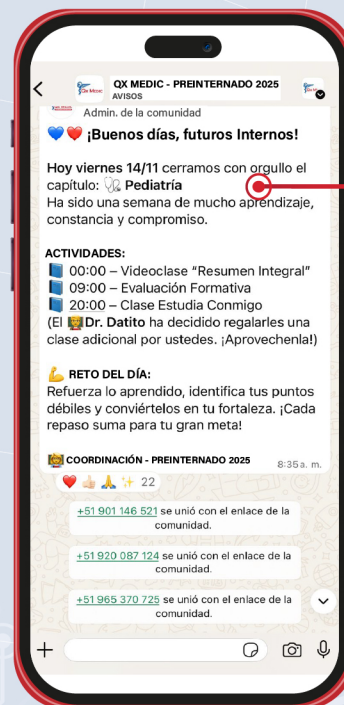 QX MEDIC - PREINTERNADO 2025
AVISOS
Admin. de la comunidad
💙❤️ ¡Buenos días, futuros Internos!
Hoy viernes 14/11 cerramos con orgullo el
capítulo: 🩺 Pediatría
Ha sido una semana de mucho aprendizaje,
constancia y compromiso.
ACTIVIDADES:
📘 00:00 – Videoclase “Resumen Integral”
📘 09:00 – Evaluación Formativa
📘 20:00 – Clase Estudia Conmigo
(El 👨‍🏫Dr. Datito ha decidido regalarles una
clase adicional por ustedes. ¡Aprovechenla!)
💪 RETO DEL DÍA:
Refuerza lo aprendido, identifica tus puntos
débiles y conviértelos en tu fortaleza. ¡Cada
repaso suma para tu gran meta!
👨‍🏫 COORDINACIÓN - PREINTERNADO 2025
8:35 a. m.
❤️👍🏻🙏✨ 22
+51 901 146 521 se unió con el enlace de la
comunidad.
+51 920 087 124 se unió con el enlace de la
comunidad.
+51 965 370 725 se unió con el enlace de la
comunidad.